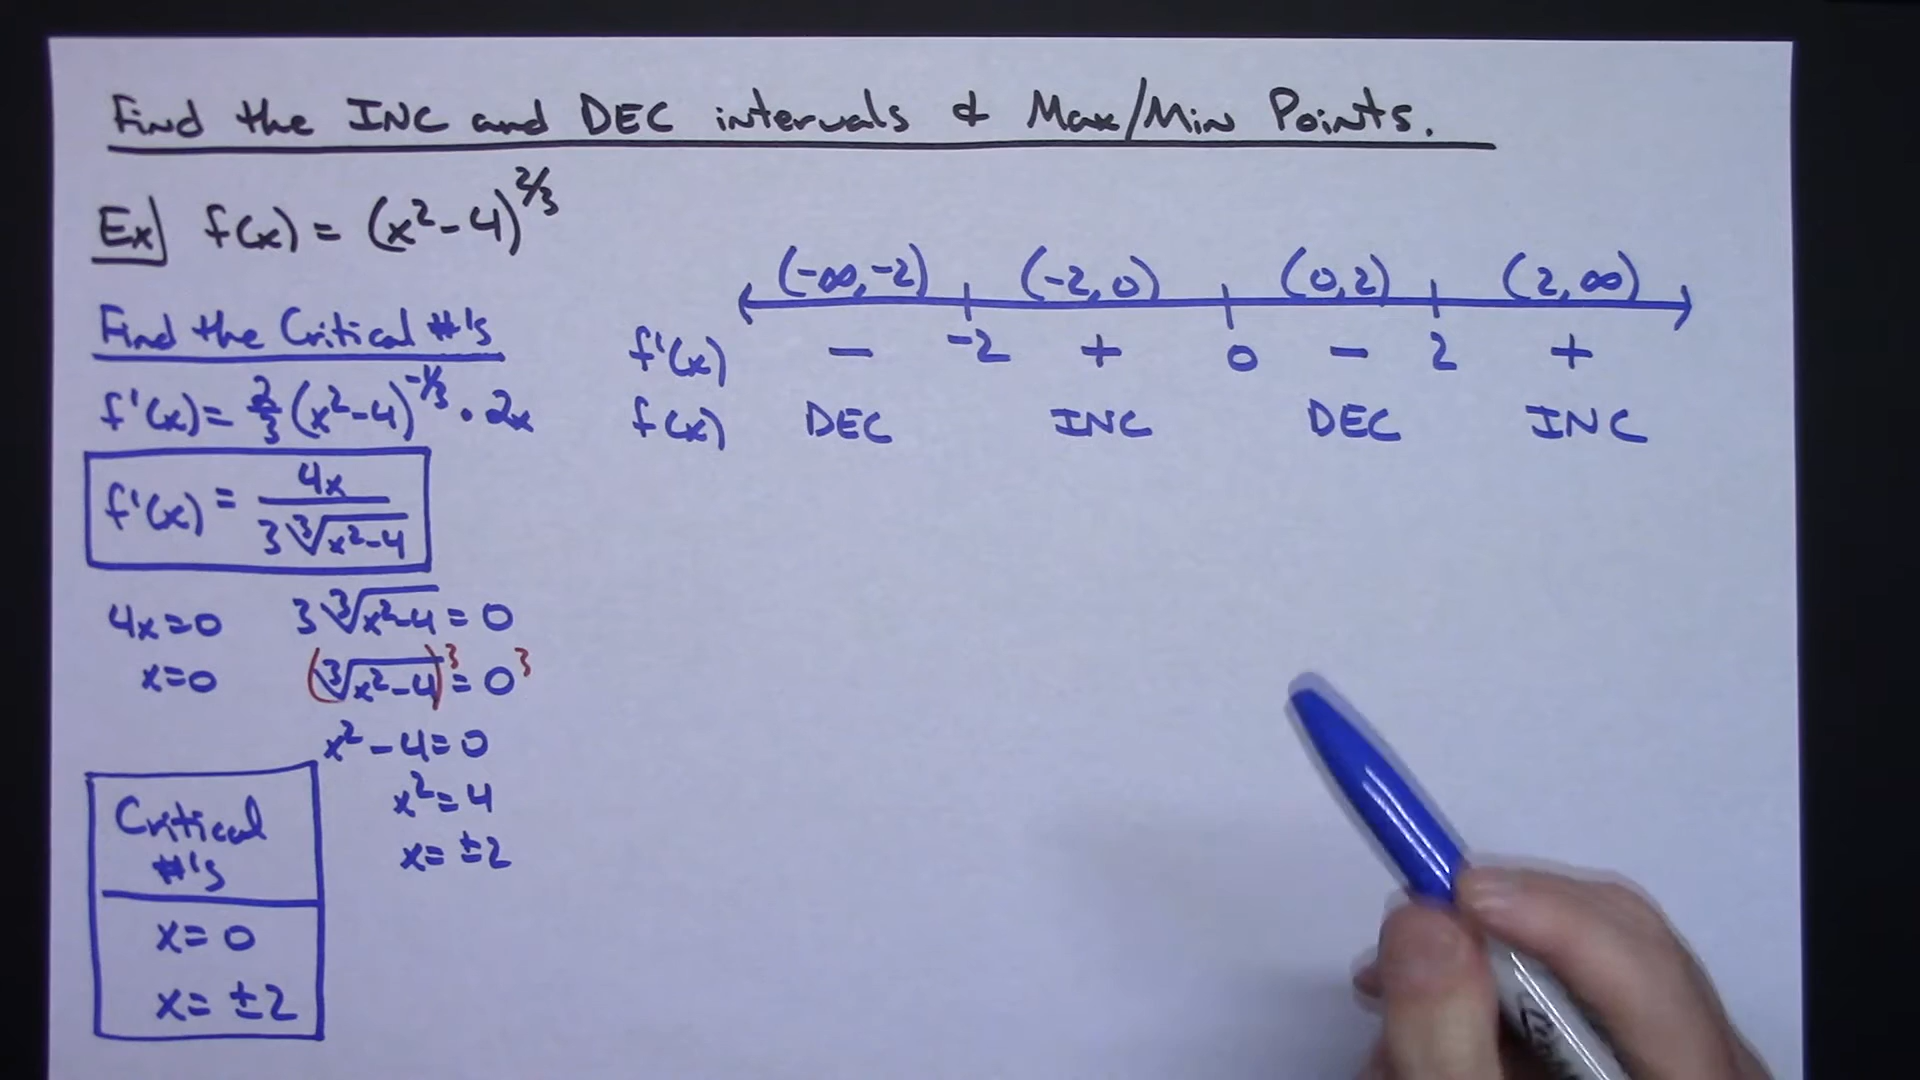 Find the INC and DEC intervals & Max/Min Points.
Ex] f(x) = (x²-4)^2/3
Find the Critical #'s
f'(x) = 2/3 (x²-4)^-1/3 · 2x
f'(x) = 4x / 3∛x²-4
4x=0 3∛x²-4 = 0
x=0 (∛x²-4)³ = 0³
x²-4=0
x²=4
x=±2
Critical
#'s
x=0
x=±2
(-∞,-2) (-2,0) (0,2) (2,∞)
f'(x) − -2 + 0 − 2 +
f(x) DEC INC DEC INC